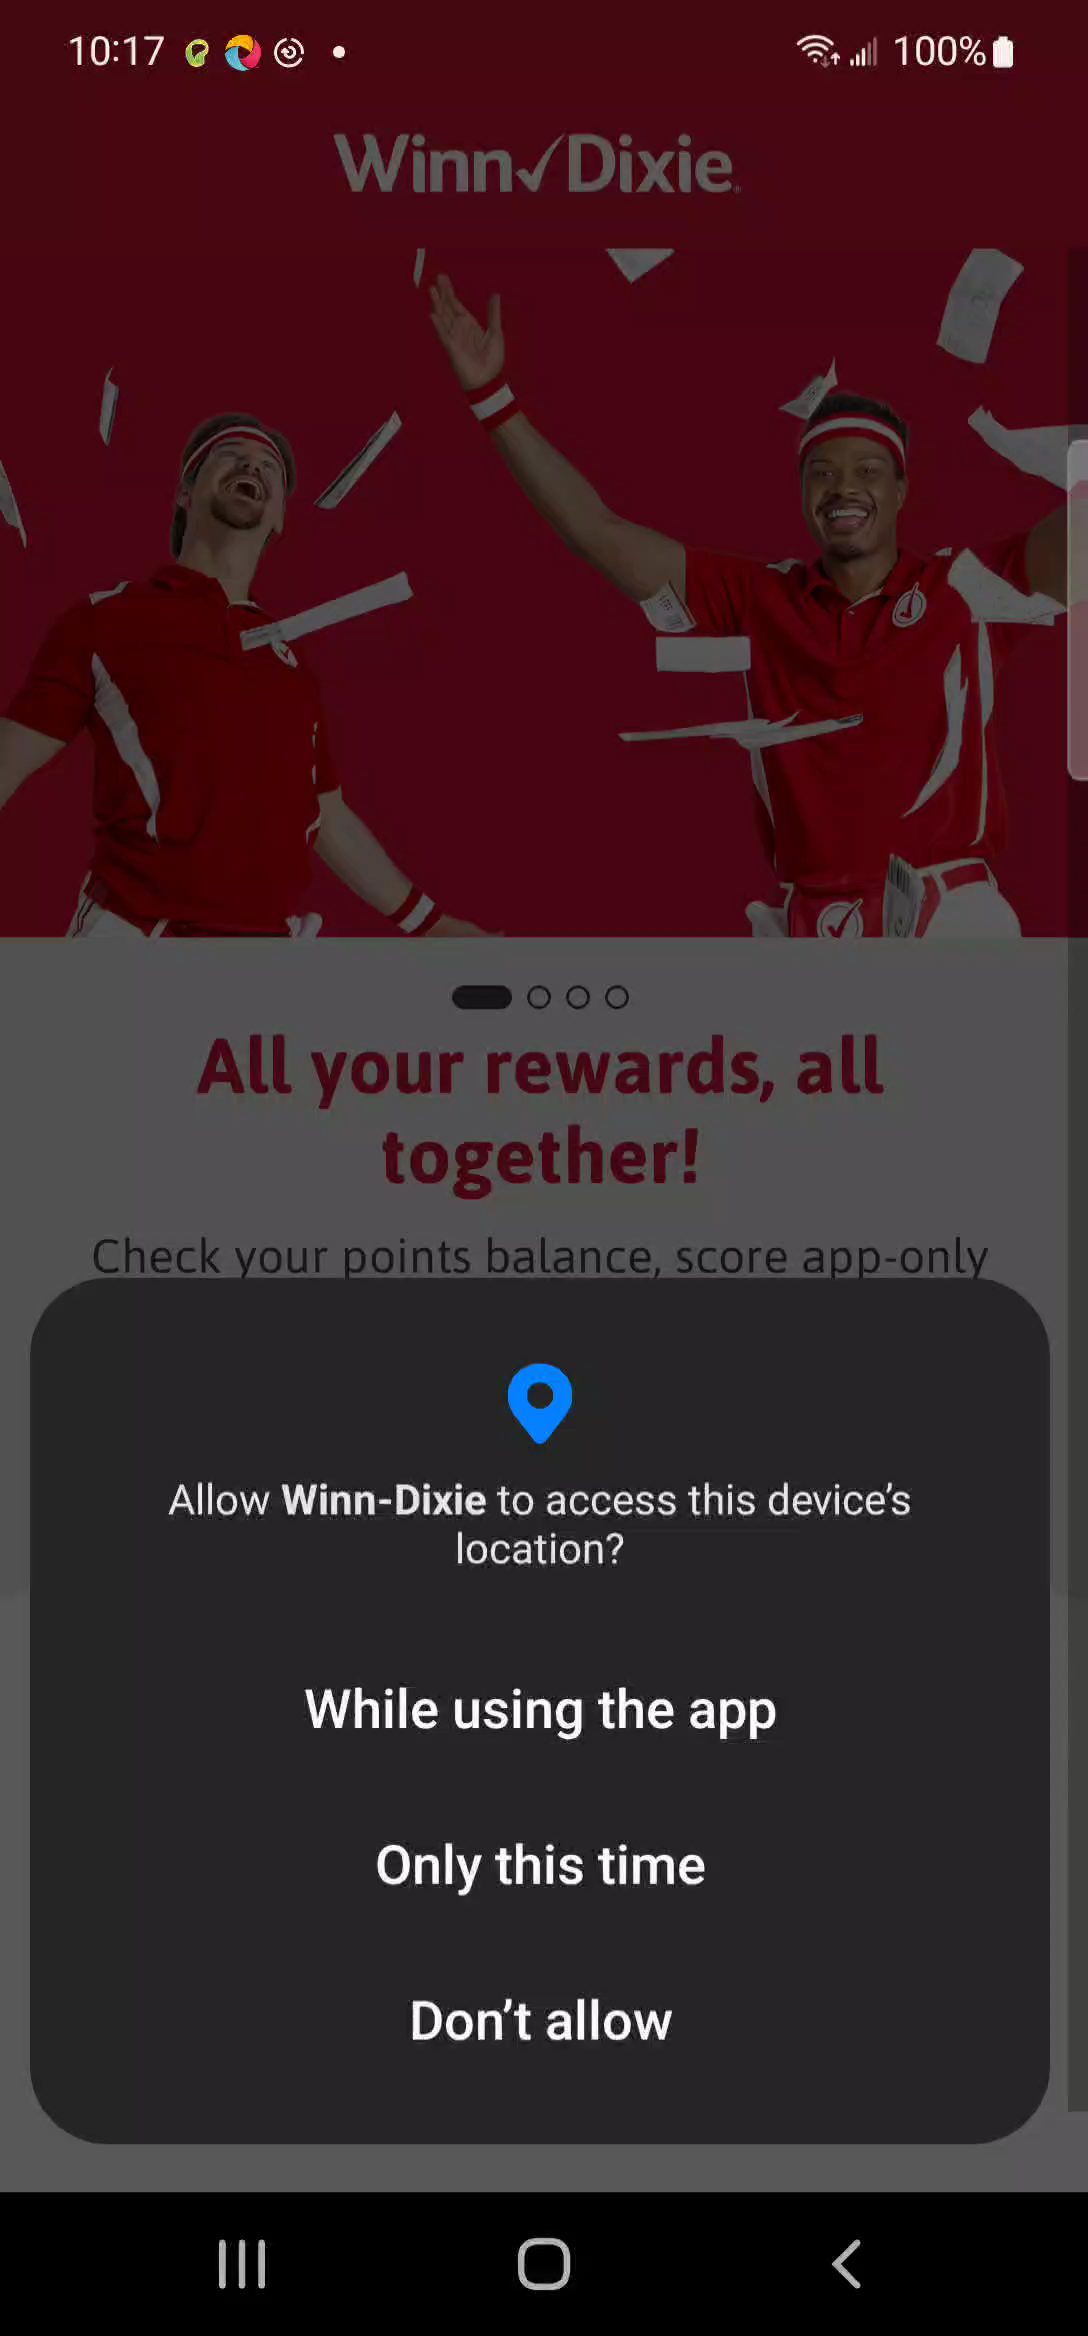 10:17
100%
Winn Dixie
All your rewards, all
together!
Check your points balance, score app-only
Allow Winn-Dixie to access this device’s
location?
While using the app
Only this time
Don’t allow